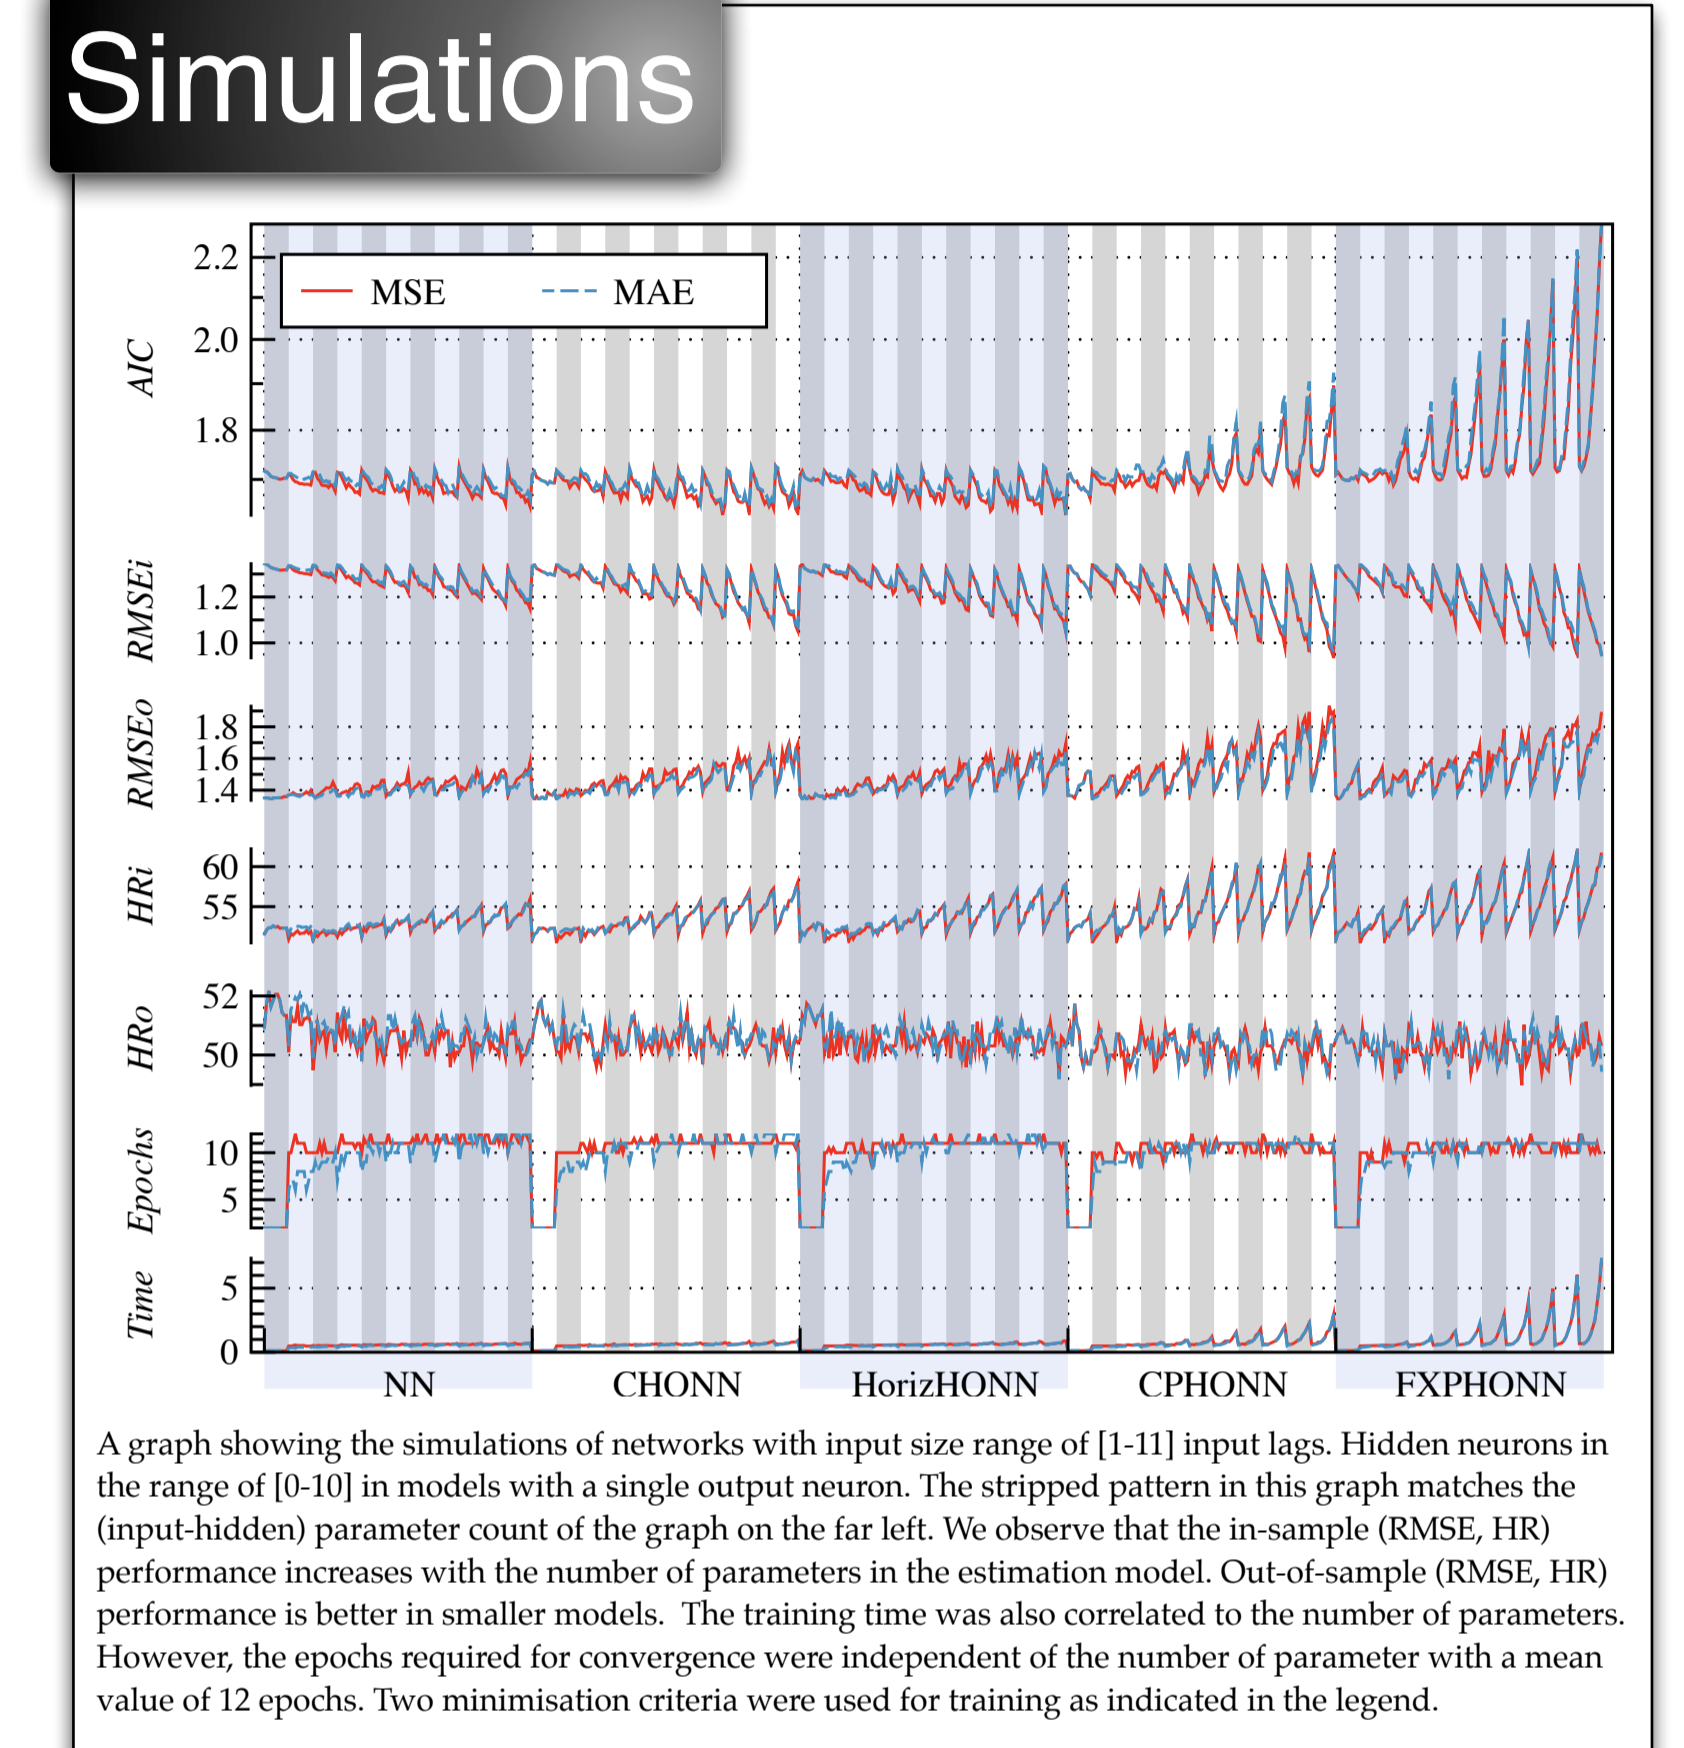 Simulations
MSE MAE
AIC
2.2
2.0
1.8
RMSEi
1.2
1.0
RMSEo
1.8
1.6
1.4
HRi
60
55
HRo
52
50
Epochs
10
5
Time
5
0
NN CHONN HorizHONN CPHONN FXPHONN
A graph showing the simulations of networks with input size range of [1-11] input lags. Hidden neurons in
the range of [0-10] in models with a single output neuron. The stripped pattern in this graph matches the
(input-hidden) parameter count of the graph on the far left. We observe that the in-sample (RMSE, HR)
performance increases with the number of parameters in the estimation model. Out-of-sample (RMSE, HR)
performance is better in smaller models. The training time was also correlated to the number of parameters.
However, the epochs required for convergence were independent of the number of parameter with a mean
value of 12 epochs. Two minimisation criteria were used for training as indicated in the legend.